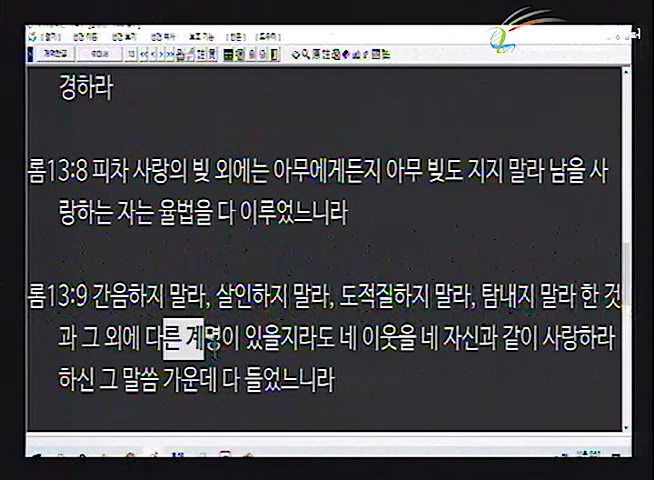 경하라
롬13:8 피차 사랑의 빚 외에는 아무에게든지 아무 빚도 지지 말라 남을 사
랑하는 자는 율법을 다 이루었느니라
롬13:9 간음하지 말라, 살인하지 말라, 도적질하지 말라, 탐내지 말라 한 것
과 그 외에 다른 계명이 있을지라도 네 이웃을 네 자신과 같이 사랑하라
하신 그 말씀 가운데 다 들었느니라